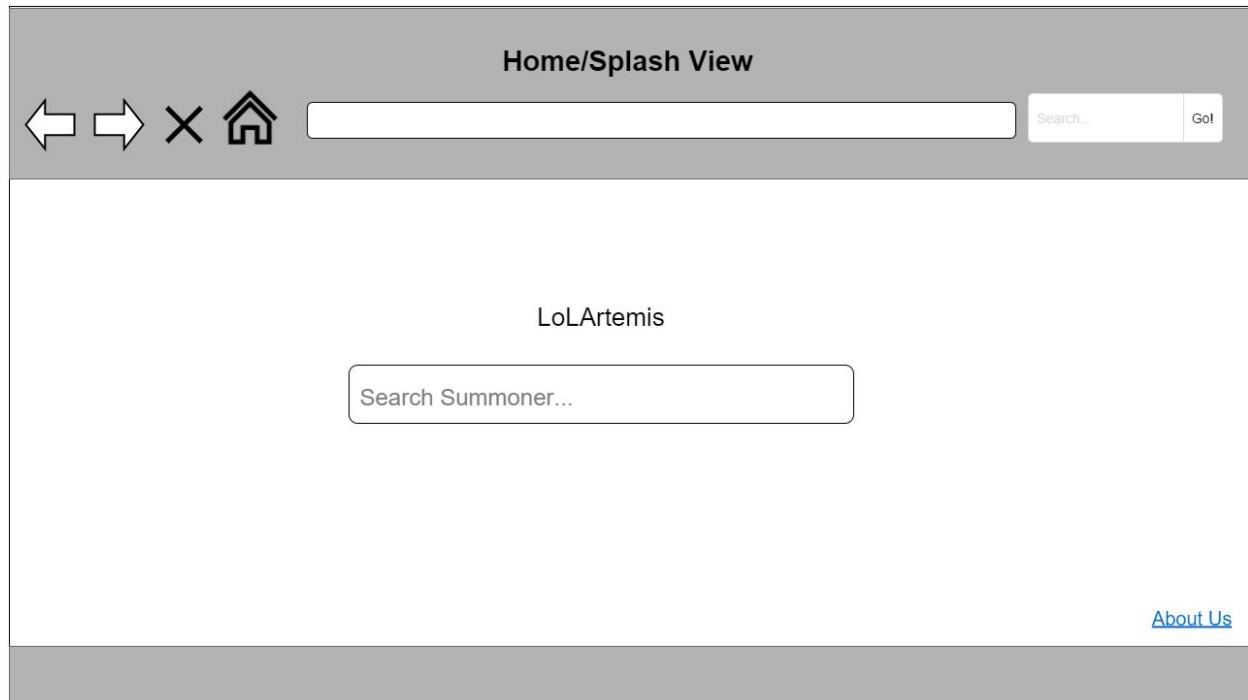 Home/Splash View
Search...
Go!
LoLArtemis
Search Summoner...
About Us